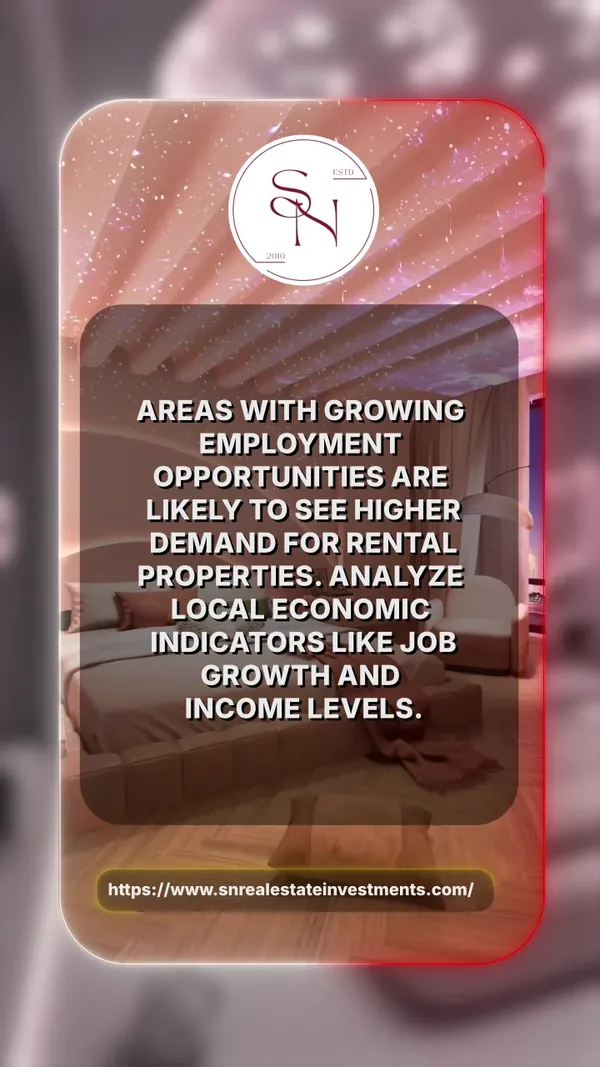 SN
ESTD
2010
AREAS WITH GROWING
EMPLOYMENT
OPPORTUNITIES ARE
LIKELY TO SEE HIGHER
DEMAND FOR RENTAL
PROPERTIES. ANALYZE
LOCAL ECONOMIC
INDICATORS LIKE JOB
GROWTH AND
INCOME LEVELS.
https://www.snrealestateinvestments.com/